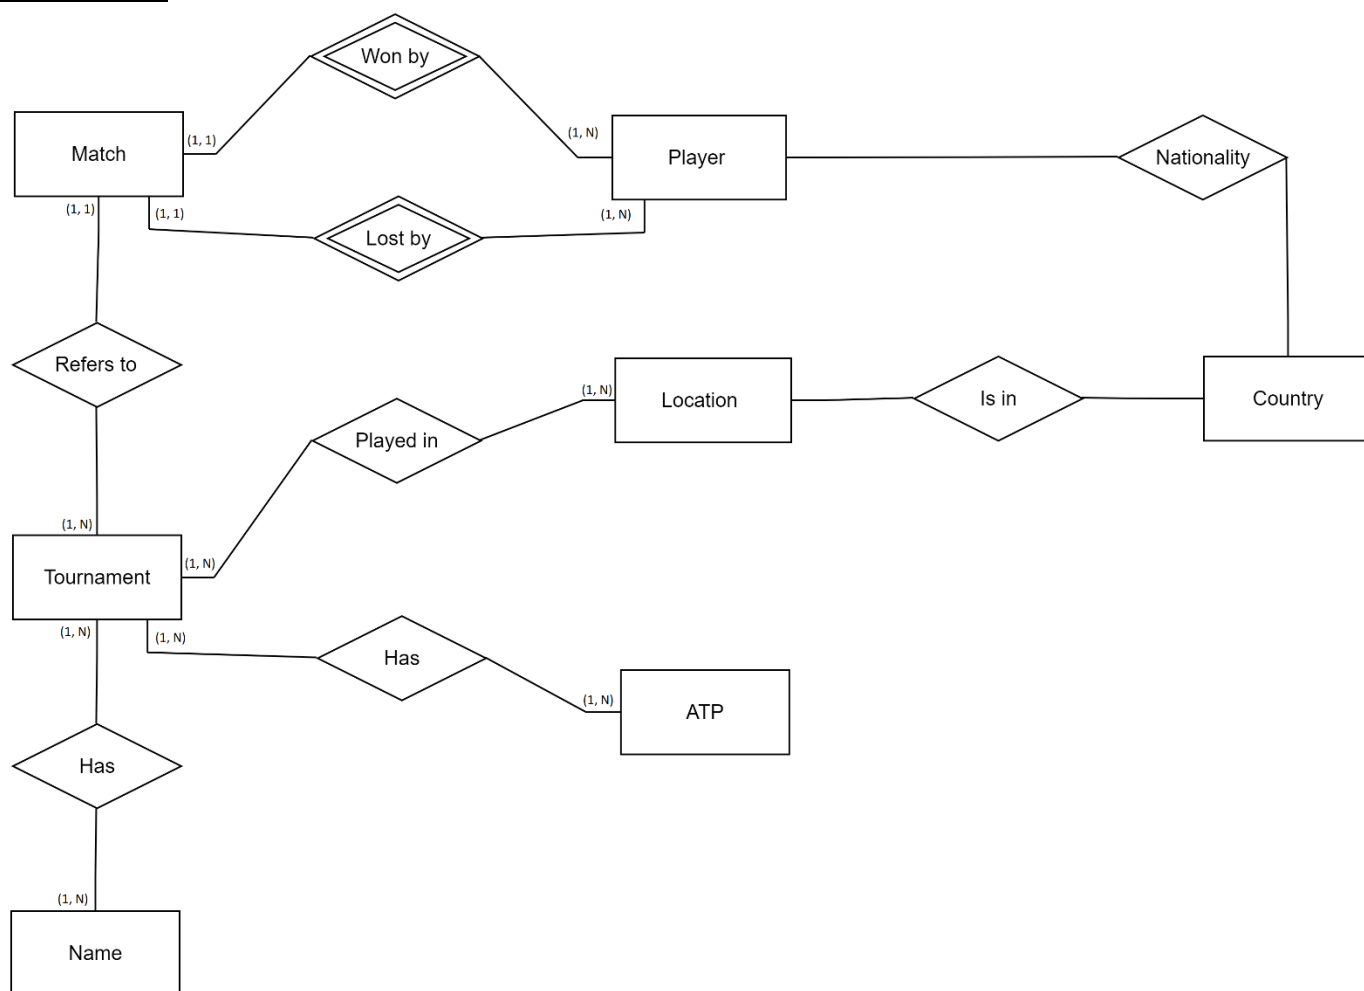 Won by
(1, 1)
(1, N)
Match
Player
Nationality
(1, 1)
(1, 1)
(1, N)
Lost by
Refers to
(1, N)
Location
Is in
Country
Played in
(1, N)
Tournament
(1, N)
(1, N)
(1, N)
Has
(1, N)
ATP
Has
(1, N)
Name